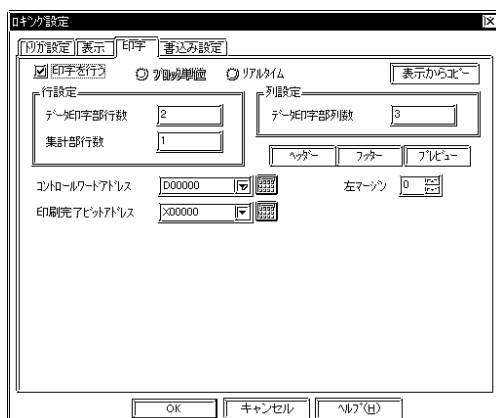 ロギング設定
トリガ設定 表示 印字 書込み設定
印字を行う ブロック単位 リアルタイム 表示からコピー
行設定 列設定
データ印字部行数 2 データ印字部列数 3
集計部行数 1
ヘッダー フッター プレビュー
コントロールワードアドレス D00000 左マージン 0
印刷完了ビットアドレス X00000
OK キャンセル ヘルプ(H)